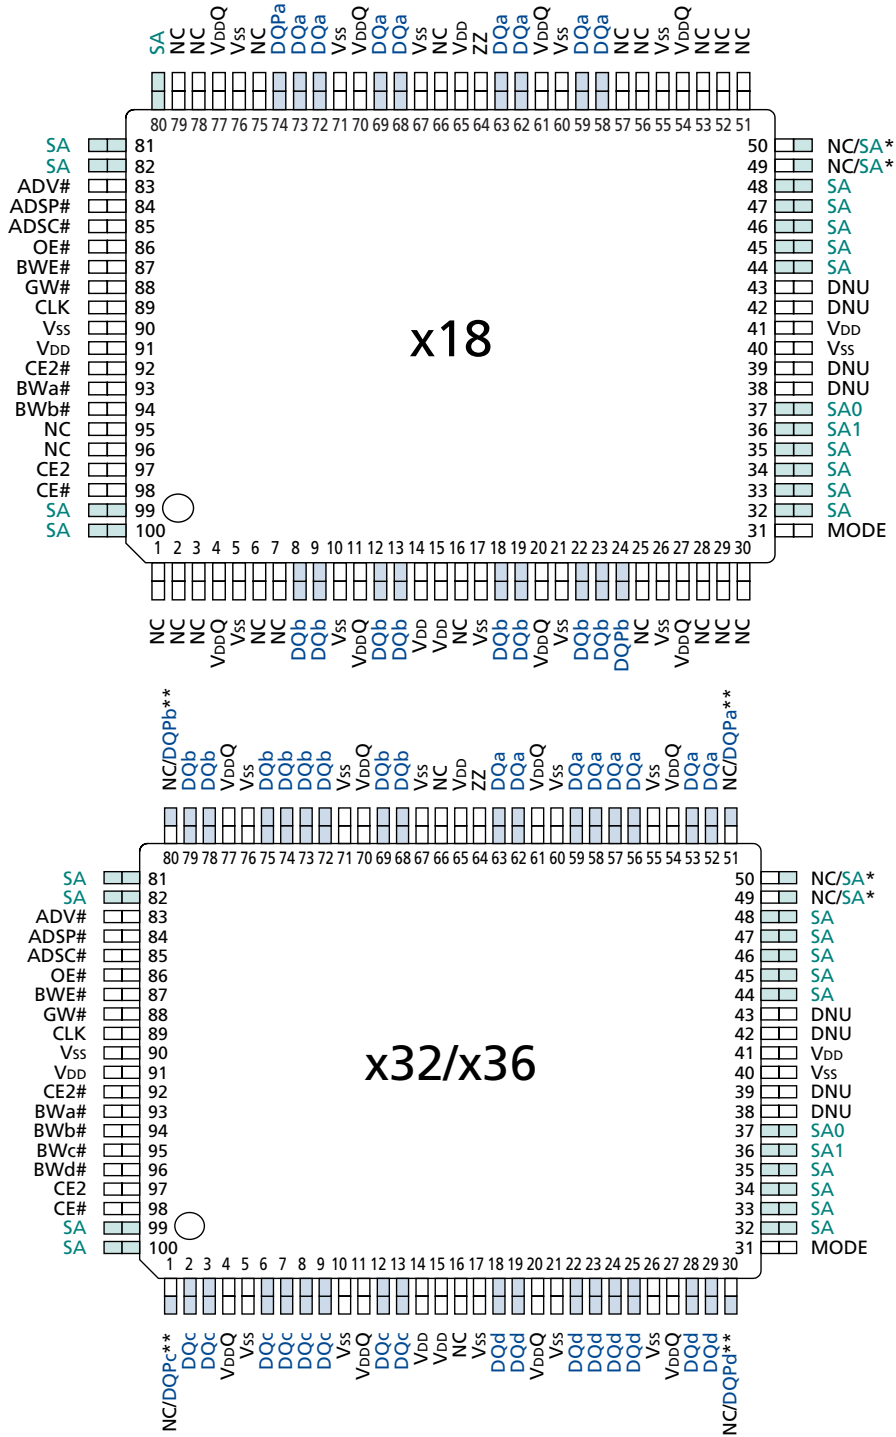 SA NC NC VDDQ VSS NC DQPa DQa DQa VSS VDDQ DQa DQa VSS NC VDD ZZ DQa DQa VDDQ VSS DQa DQa NC NC VSS VDDQ NC NC NC
80 79 78 77 76 75 74 73 72 71 70 69 68 67 66 65 64 63 62 61 60 59 58 57 56 55 54 53 52 51
SA 81 50 NC/SA*
SA 82 49 NC/SA*
ADV# 83 48 SA
ADSP# 84 47 SA
ADSC# 85 46 SA
OE# 86 45 SA
BWE# 87 44 SA
GW# 88 43 DNU
CLK 89 42 DNU
VSS 90 41 VDD
x18
VDD 91 40 VSS
CE2# 92 39 DNU
BWa# 93 38 DNU
BWb# 94 37 SA0
NC 95 36 SA1
NC 96 35 SA
CE2 97 34 SA
CE# 98 33 SA
SA 99 32 SA
SA 100 31 MODE
1 2 3 4 5 6 7 8 9 10 11 12 13 14 15 16 17 18 19 20 21 22 23 24 25 26 27 28 29 30
NC NC NC VDDQ VSS NC NC DQb DQb VSS VDDQ DQb DQb VDD VDD NC VSS DQb DQb VDDQ VSS DQb DQb DQPb NC VSS VDDQ NC NC NC
NC/DQPb** DQb DQb VDDQ VSS DQb DQb DQb DQb VSS VDDQ DQb DQb VSS NC VDD ZZ DQa DQa VDDQ VSS DQa DQa DQa DQa VSS VDDQ DQa DQa NC/DQPa**
80 79 78 77 76 75 74 73 72 71 70 69 68 67 66 65 64 63 62 61 60 59 58 57 56 55 54 53 52 51
SA 81 50 NC/SA*
SA 82 49 NC/SA*
ADV# 83 48 SA
ADSP# 84 47 SA
ADSC# 85 46 SA
OE# 86 45 SA
BWE# 87 44 SA
GW# 88 43 DNU
CLK 89 42 DNU
VSS 90 41 VDD
x32/x36
VDD 91 40 VSS
CE2# 92 39 DNU
BWa# 93 38 DNU
BWb# 94 37 SA0
BWc# 95 36 SA1
BWd# 96 35 SA
CE2 97 34 SA
CE# 98 33 SA
SA 99 32 SA
SA 100 31 MODE
1 2 3 4 5 6 7 8 9 10 11 12 13 14 15 16 17 18 19 20 21 22 23 24 25 26 27 28 29 30
NC/DQPc** DQc DQc VDDQ VSS DQc DQc DQc DQc VSS VDDQ DQc DQc VDD VDD NC VSS DQd DQd VDDQ VSS DQd DQd DQd DQd VSS VDDQ DQd DQd NC/DQPd**